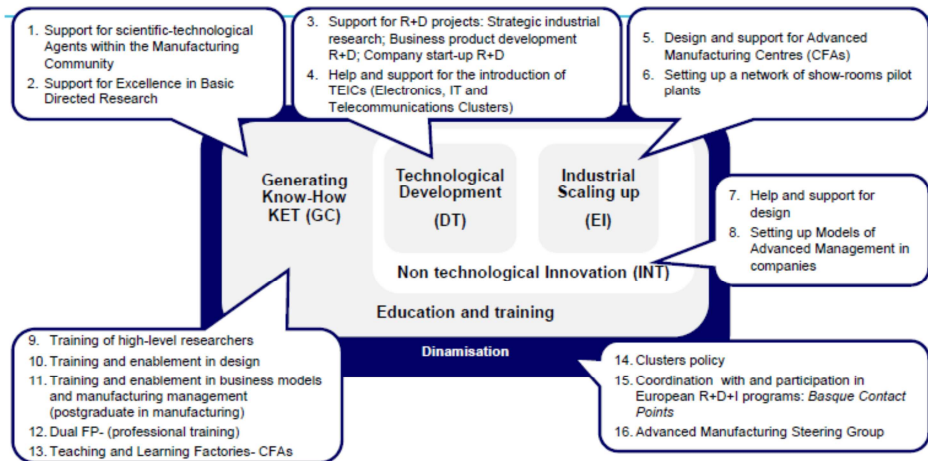 1. Support for scientific-technological
Agents within the Manufacturing
Community
2. Support for Excellence in Basic
Directed Research
3. Support for R+D projects: Strategic industrial
research; Business product development
R+D; Company start-up R+D
4. Help and support for the introduction of
TEICs (Electronics, IT and
Telecommunications Clusters)
5. Design and support for Advanced
Manufacturing Centres (CFAs)
6. Setting up a network of show-rooms pilot
plants
Generating
Know-How
KET (GC)
Technological
Development
(DT)
Industrial
Scaling up
(EI)
7. Help and support for
design
8. Setting up Models of
Advanced Management in
companies
Non technological Innovation (INT)
Education and training
Dinamisation
9. Training of high-level researchers
10. Training and enablement in design
11. Training and enablement in business models
and manufacturing management
(postgraduate in manufacturing)
12. Dual FP- (professional training)
13. Teaching and Learning Factories- CFAs
14. Clusters policy
15. Coordination with and participation in
European R+D+I programs: Basque Contact
Points
16. Advanced Manufacturing Steering Group